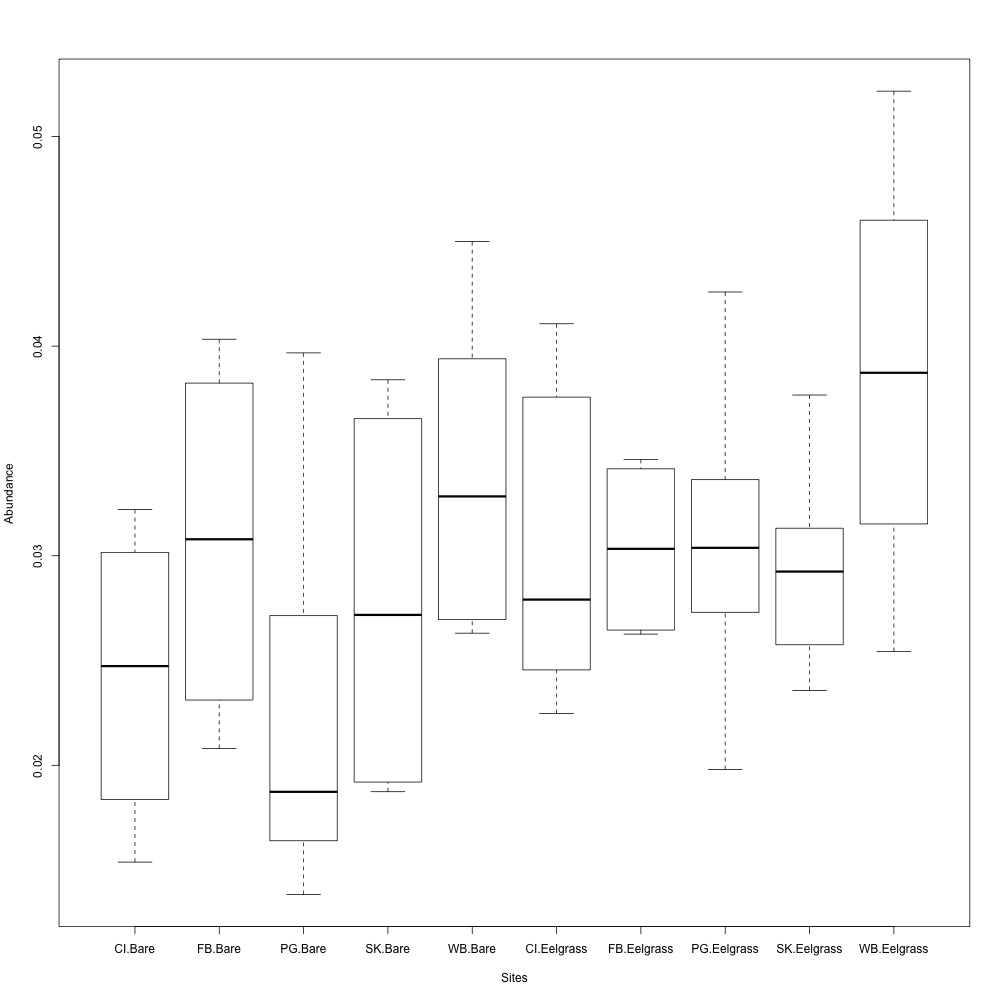 Abundance
0.05
0.04
0.03
0.02
CI.Bare FB.Bare PG.Bare SK.Bare WB.Bare CI.Eelgrass FB.Eelgrass PG.Eelgrass SK.Eelgrass WB.Eelgrass
Sites